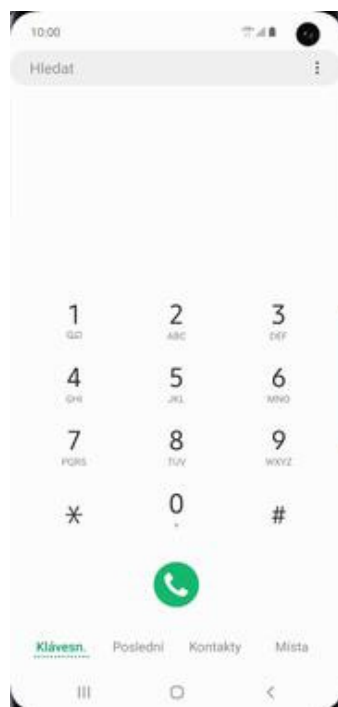 10:00
Hledat
1 2 3
ABC DEF
4 5 6
GHI JKL MNO
7 8 9
PQRS TUV WXYZ
* 0 #
+
Klávesn. Poslední Kontakty Místa